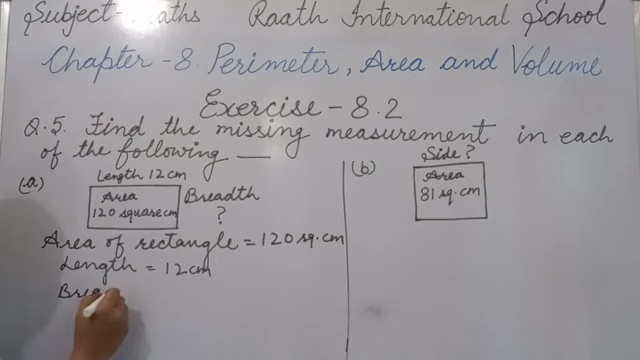 Subject- Maths Raath International School
Chapter -8. Perimeter, Area and Volume
Exercise - 8.2
Q.5. Find the missing measurement in each
of the following __
(a)
Length 12 cm
Area
120 square cm
Breadth
?
Area of rectangle = 120 sq. cm
Length = 12 cm
Brea
(b)
Side?
Area
81 sq. cm